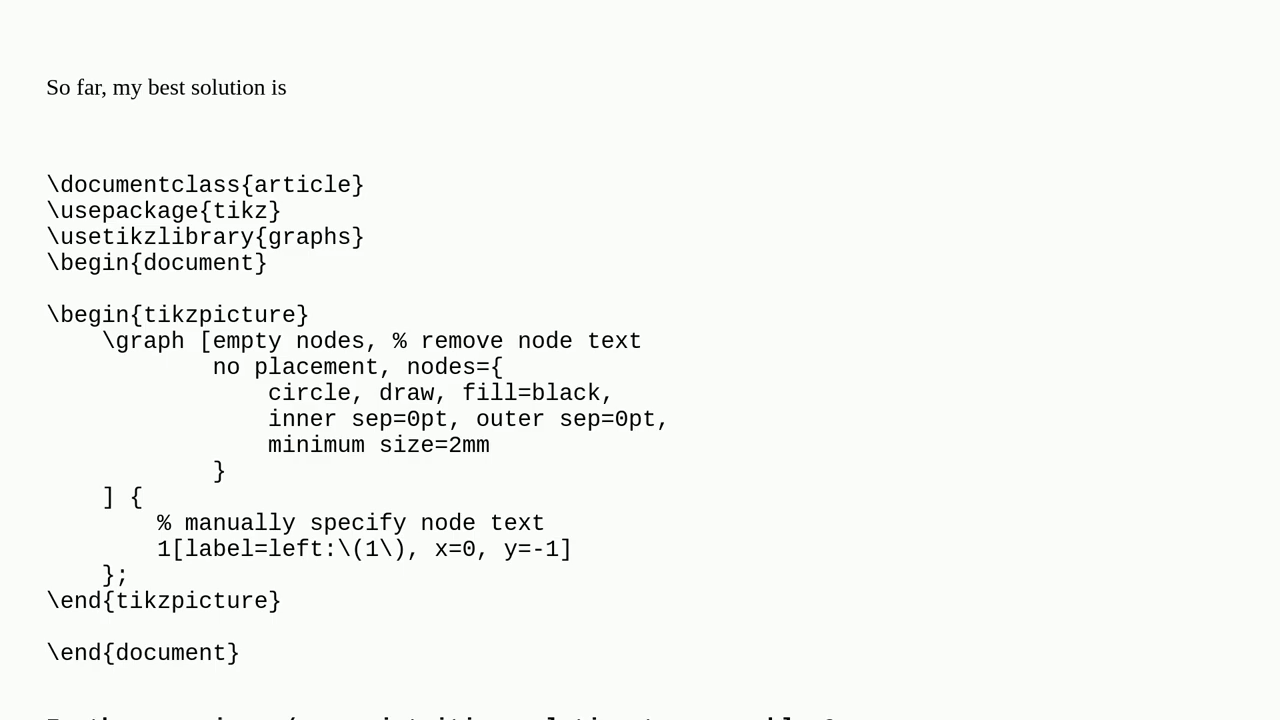 So far, my best solution is
\documentclass{article}
\usepackage{tikz}
\usetikzlibrary{graphs}
\begin{document}
\begin{tikzpicture}
    \graph [empty nodes, % remove node text
            no placement, nodes={
                circle, draw, fill=black,
                inner sep=0pt, outer sep=0pt,
                minimum size=2mm
            }
    ] {
        % manually specify node text
        1[label=left:\(1\), x=0, y=-1]
    };
\end{tikzpicture}
\end{document}